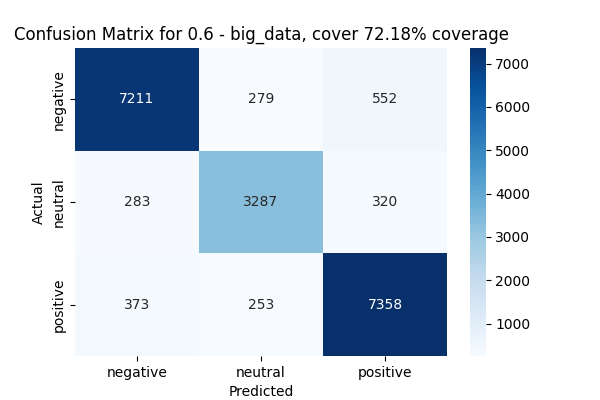 Confusion Matrix for 0.6 - big_data, cover 72.18% coverage
negative 7211 279 552
neutral 283 3287 320
positive 373 253 7358
Actual
negative neutral positive
Predicted
7000
6000
5000
4000
3000
2000
1000